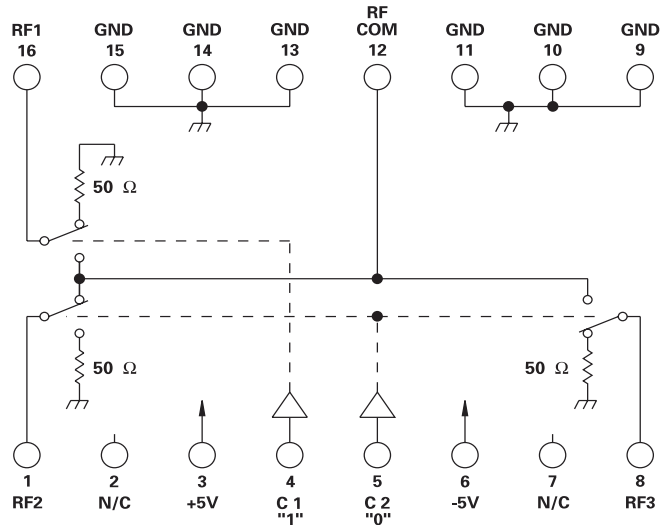 RF1 GND GND GND RF COM GND GND GND
16 15 14 13 12 11 10 9
50 Ω
50 Ω 50 Ω
1 2 3 4 5 6 7 8
RF2 N/C +5V C 1 "1" C 2 "0" -5V N/C RF3